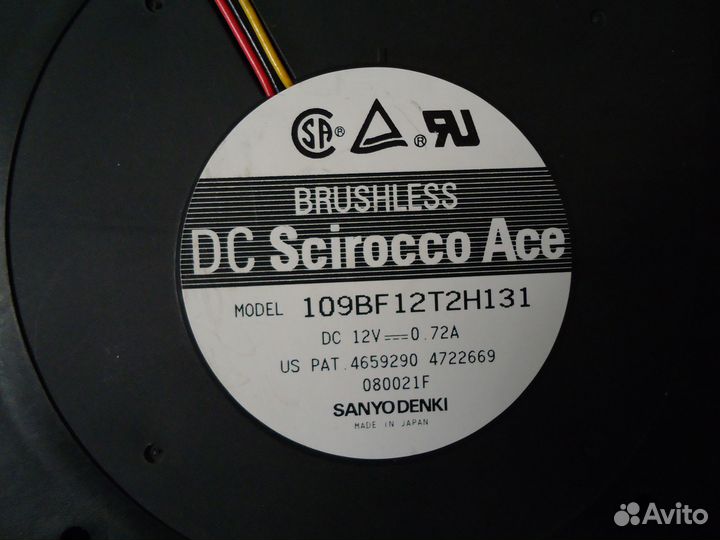 CSA ® ® RU
BRUSHLESS
DC Scirocco Ace
MODEL 109BF12T2H131
DC 12V⎓0.72A
US PAT.4659290 4722669
080021F
SANYO DENKI
MADE IN JAPAN
Avito